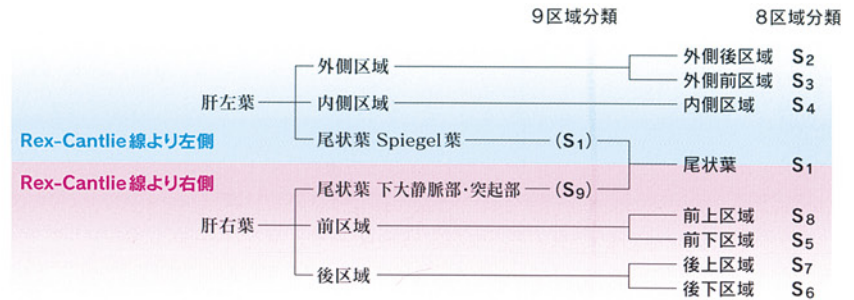 9区域分類 8区域分類
外側区域 外側後区域 S2
外側前区域 S3
肝左葉 内側区域 内側区域 S4
Rex-Cantlie線より左側 尾状葉 Spiegel葉 (S1)
尾状葉 S1
Rex-Cantlie線より右側 尾状葉 下大静脈部・突起部 (S9)
肝右葉 前区域 前上区域 S8
前下区域 S5
後区域 後上区域 S7
後下区域 S6